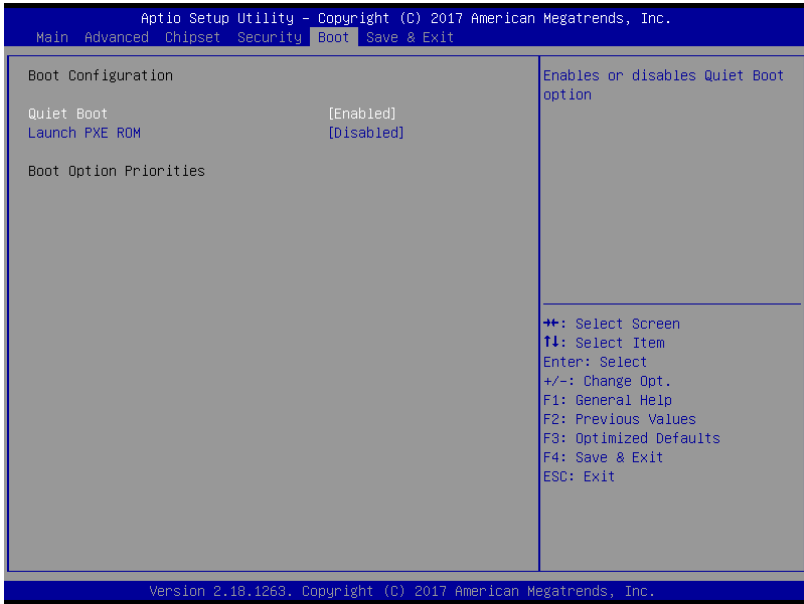 Aptio Setup Utility – Copyright (C) 2017 American Megatrends, Inc.
Main Advanced Chipset Security Boot Save & Exit
Boot Configuration
Quiet Boot [Enabled]
Launch PXE ROM [Disabled]
Boot Option Priorities
Enables or disables Quiet Boot
option
→←: Select Screen
↑↓: Select Item
Enter: Select
+/-: Change Opt.
F1: General Help
F2: Previous Values
F3: Optimized Defaults
F4: Save & Exit
ESC: Exit
Version 2.18.1263. Copyright (C) 2017 American Megatrends, Inc.